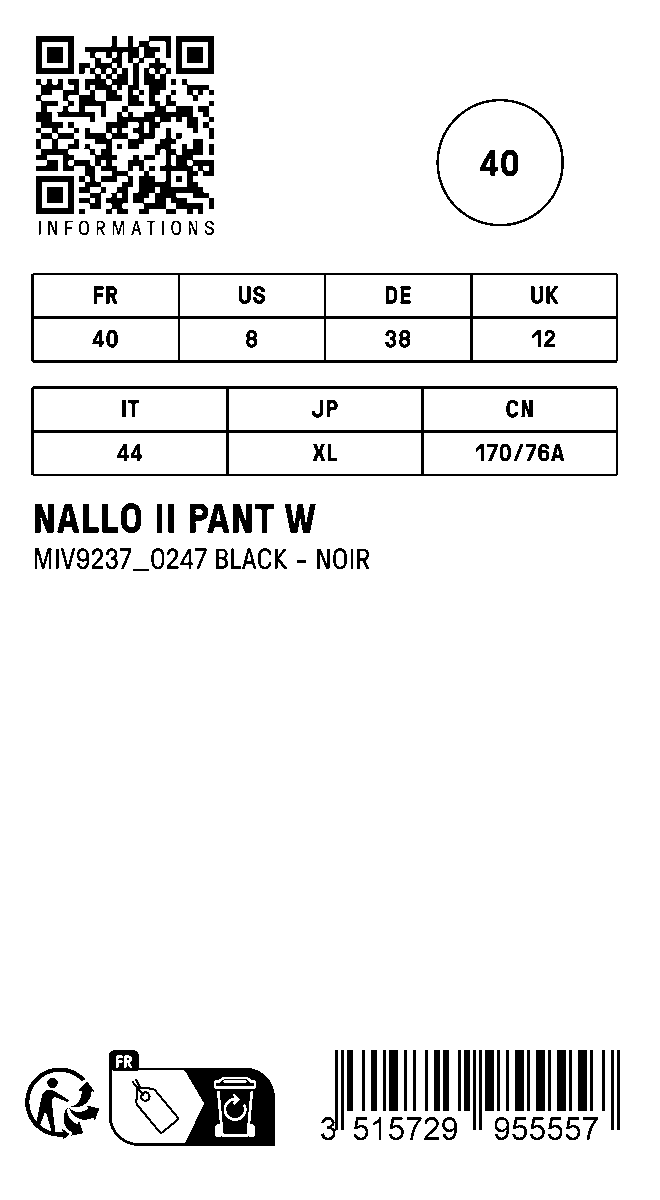 INFORMATIONS
40
FR US DE UK
40 8 38 12
IT JP CN
44 XL 170/76A
NALLO II PANT W
MIV9237_0247 BLACK - NOIR
FR
3 515729 955557